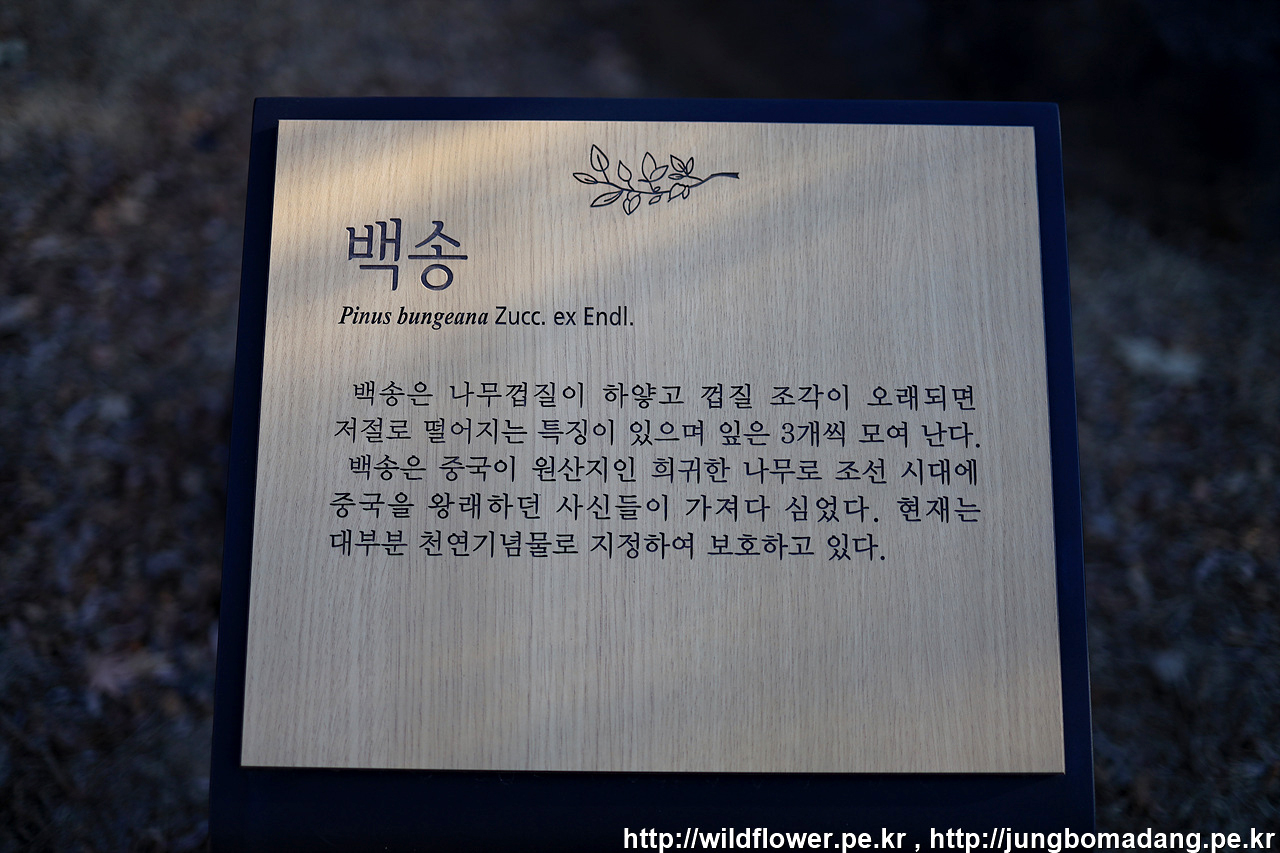 백송
Pinus bungeana Zucc. ex Endl.
백송은 나무껍질이 하얗고 껍질 조각이 오래되면
저절로 떨어지는 특징이 있으며 잎은 3개씩 모여 난다.
백송은 중국이 원산지인 희귀한 나무로 조선 시대에
중국을 왕래하던 사신들이 가져다 심었다. 현재는
대부분 천연기념물로 지정하여 보호하고 있다.
http://wildflower.pe.kr , http://jungbomadang.pe.kr